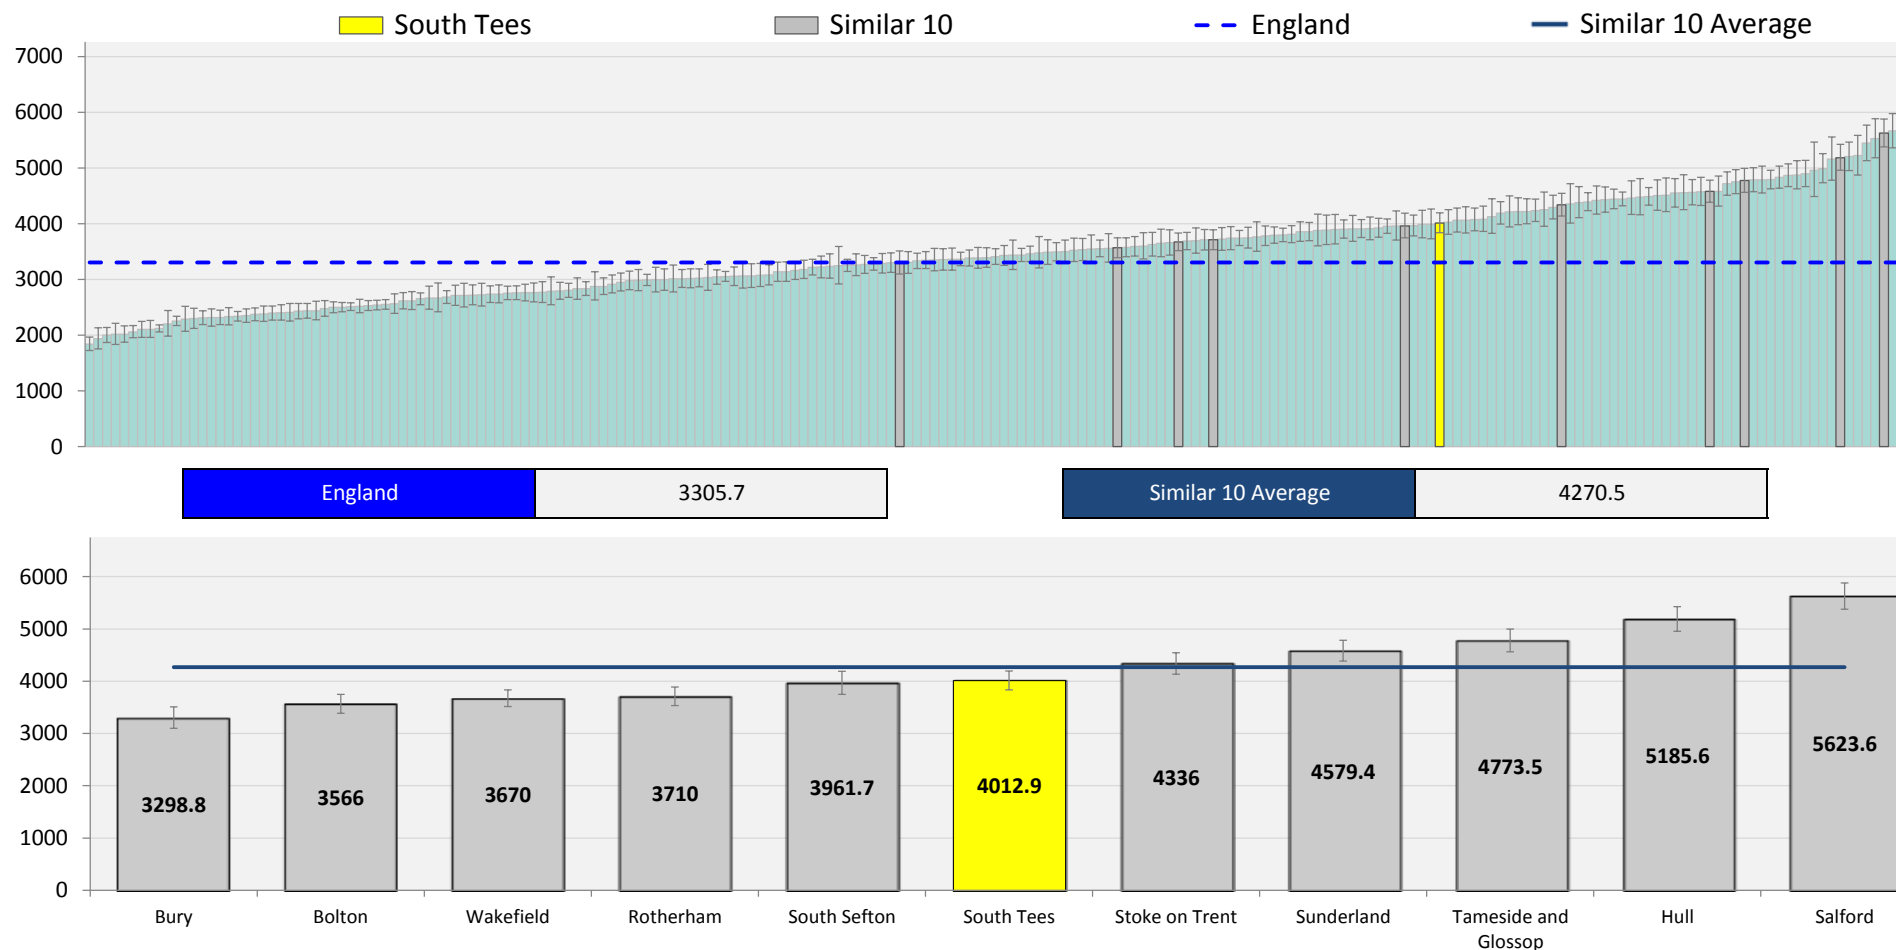 South Tees
Similar 10
England
Similar 10 Average
7000
6000
5000
4000
3000
2000
1000
0
England 3305.7
Similar 10 Average 4270.5
6000
5000
4000
3000
2000
1000
0
3298.8
3566
3670
3710
3961.7
4012.9
4336
4579.4
4773.5
5185.6
5623.6
Bury
Bolton
Wakefield
Rotherham
South Sefton
South Tees
Stoke on Trent
Sunderland
Tameside and
Glossop
Hull
Salford